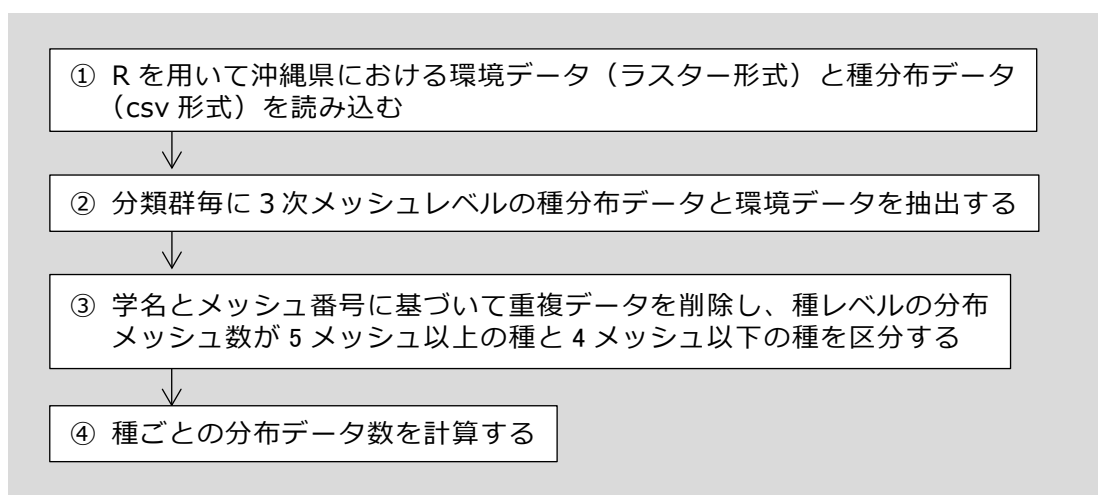 ① R を用いて沖縄県における環境データ（ラスター形式）と種分布データ
（csv 形式）を読み込む
② 分類群毎に 3 次メッシュレベルの種分布データと環境データを抽出する
③ 学名とメッシュ番号に基づいて重複データを削除し、種レベルの分布
メッシュ数が 5 メッシュ以上の種と 4 メッシュ以下の種を区分する
④ 種ごとの分布データ数を計算する